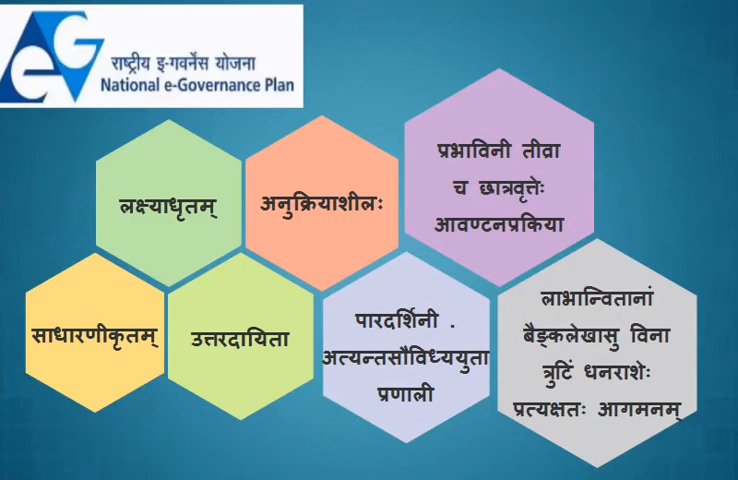 eG
राष्ट्रीय इ-गवर्नेंस योजना
National e-Governance Plan
लक्ष्याधृतम्
अनुक्रियाशीलः
प्रभाविनी तीव्रा
च छात्रवृत्तेः
आवण्टनप्रकिया
साधारणीकृतम्
उत्तरदायिता
पारदर्शिनी .
अत्यन्तसौविध्ययुता
प्रणाली
लाभान्वितानां
बैङ्कलेखासु विना
त्रुटिं धनराशेः
प्रत्यक्षतः आगमनम्